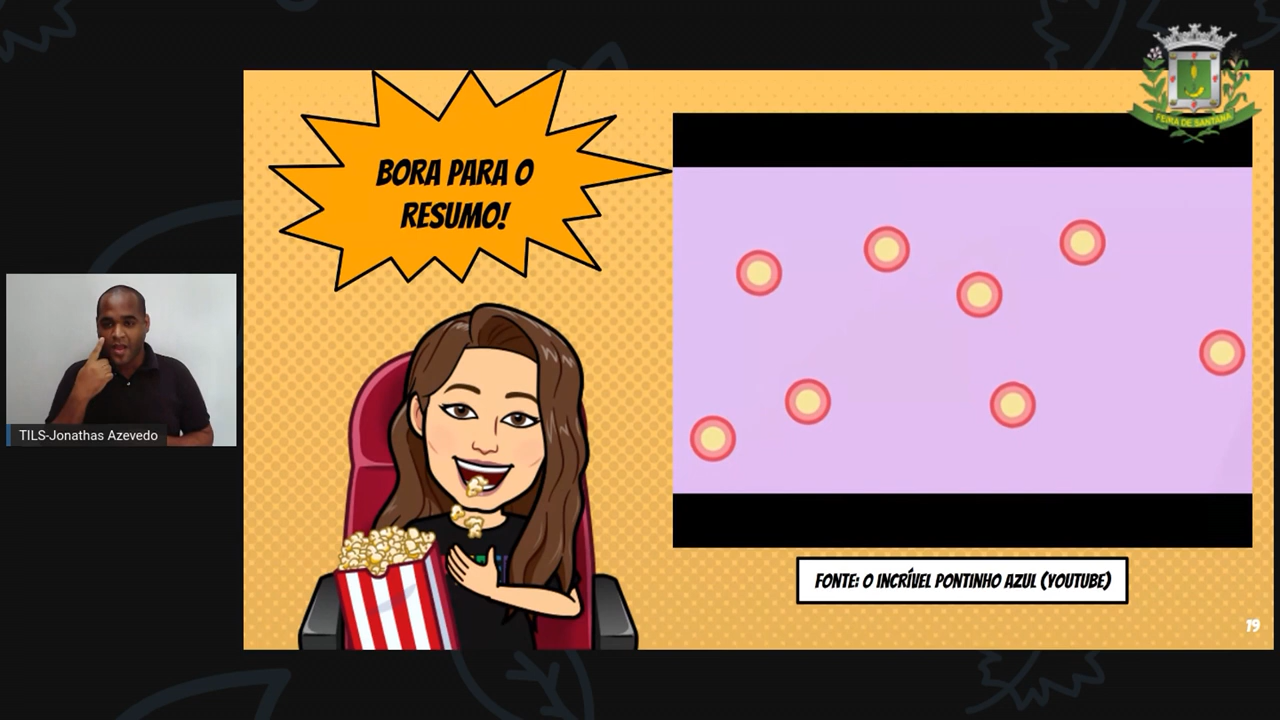 FEIRA DE SANTANA
BORA PARA O
RESUMO!
TILS-Jonathas Azevedo
FONTE: O INCRÍVEL PONTINHO AZUL (YOUTUBE)
19